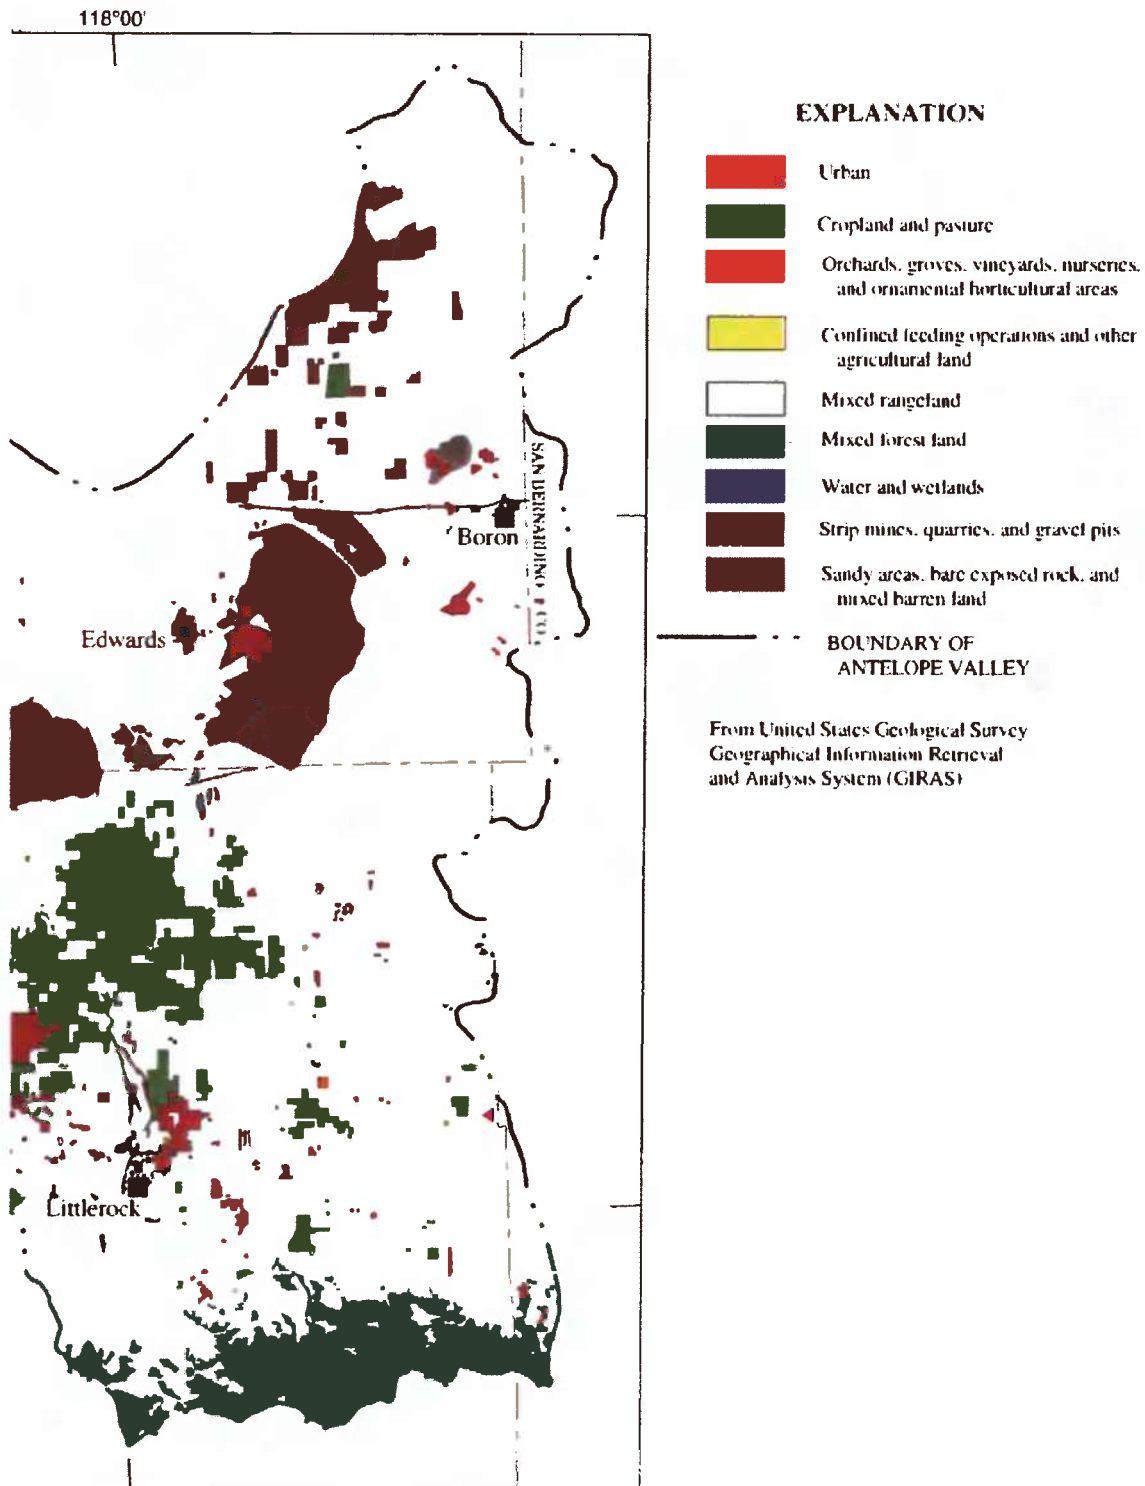 118°00'
EXPLANATION
Urban
Cropland and pasture
Orchards, groves, vineyards, nurseries,
and ornamental horticultural areas
Confined feeding operations and other
agricultural land
Mixed rangeland
Mixed forest land
Water and wetlands
Strip mines, quarries, and gravel pits
Sandy areas, bare exposed rock, and
mixed barren land
BOUNDARY OF
ANTELOPE VALLEY
From United States Geological Survey
Geographical Information Retrieval
and Analysis System (GIRAS)
SAN BERNARDINO CO
Boron
Edwards
Littlerock